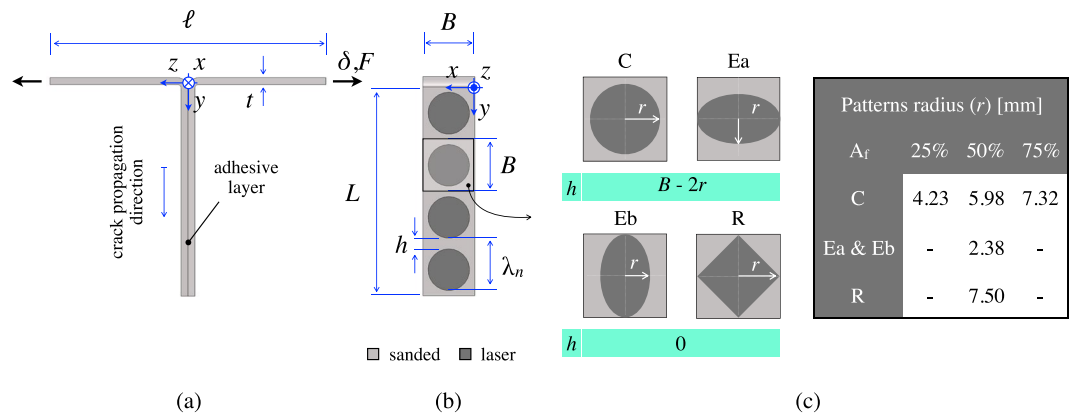 ℓ
δ,F
z
x
y
t
crack propagation
direction
adhesive
layer
(a)
B
x
z
y
B
L
h
λn
sanded
laser
(b)
C
Ea
r
r
h
B - 2r
Eb
R
r
r
h
0
(c)
Patterns radius (r) [mm]
Af 25% 50% 75%
C 4.23 5.98 7.32
Ea & Eb - 2.38 -
R - 7.50 -